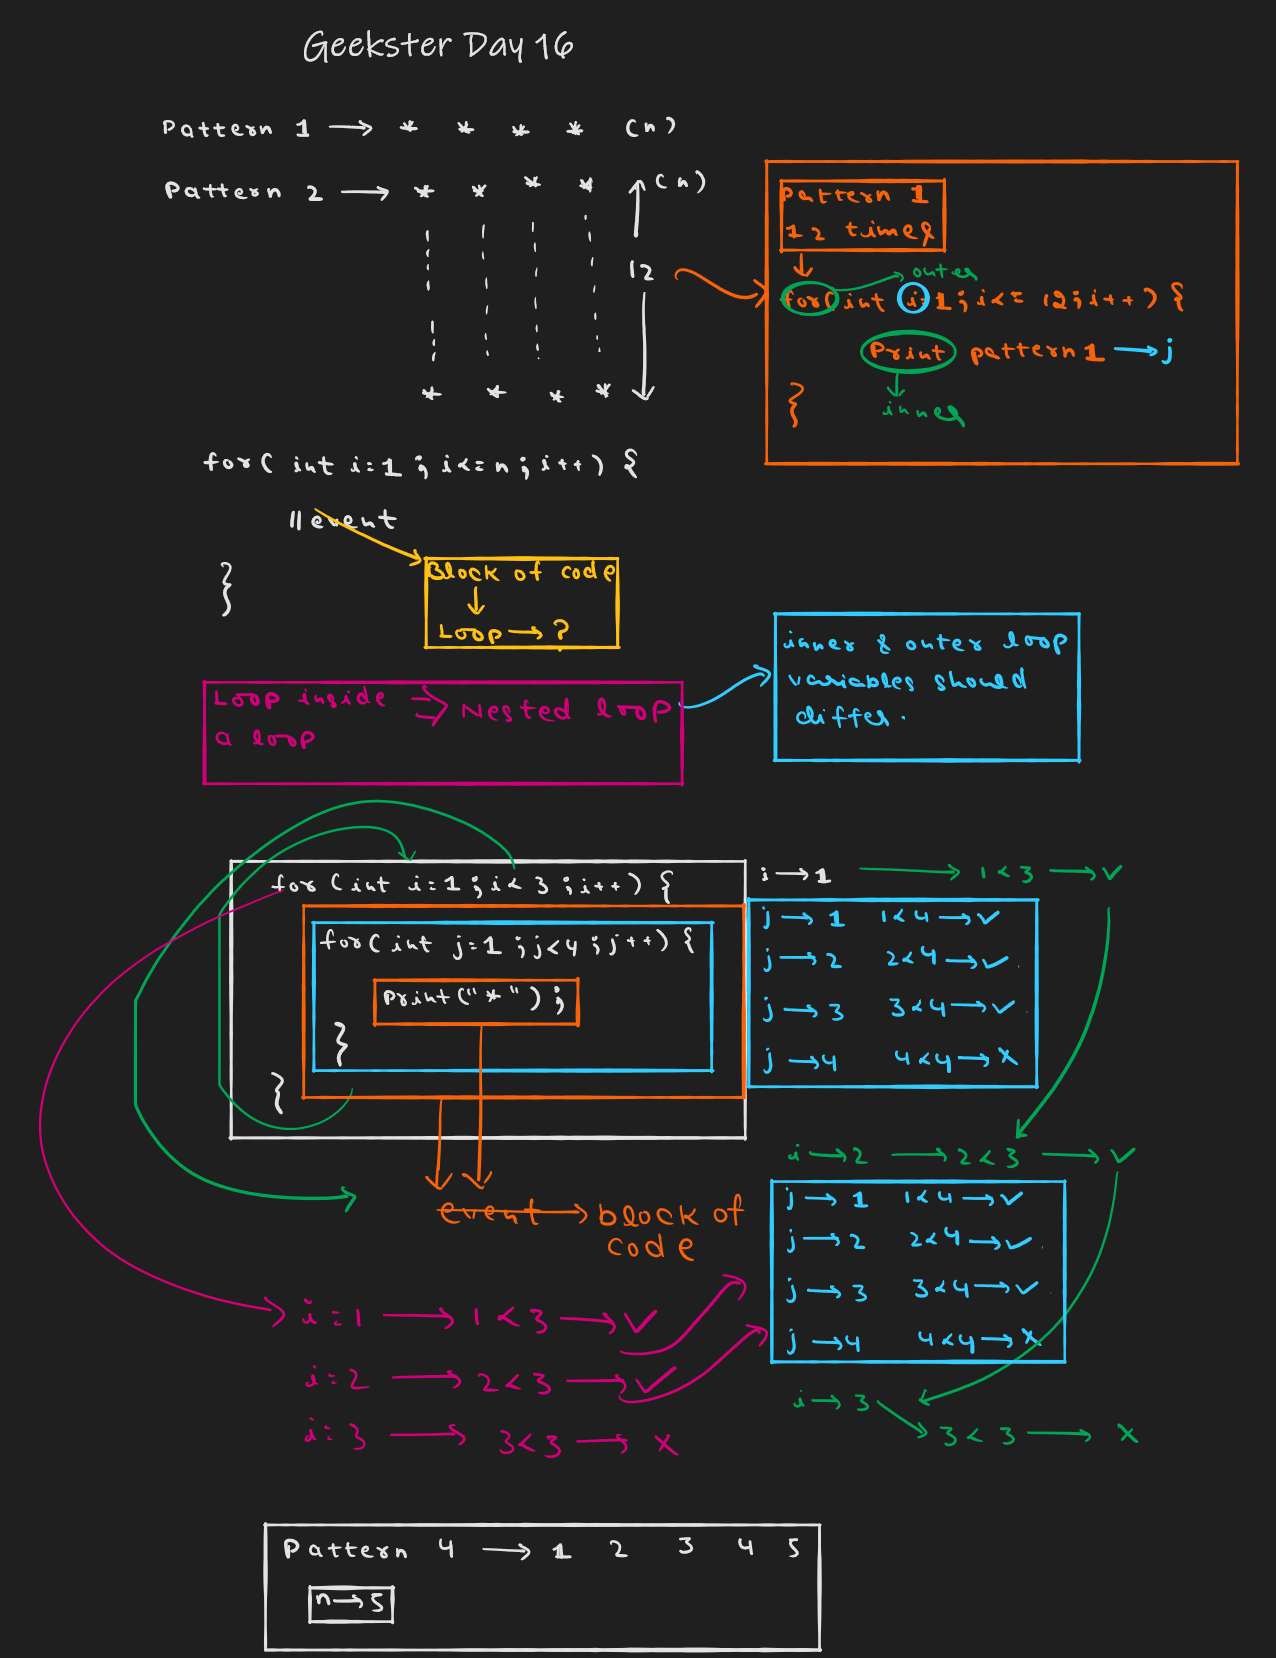 Geekster Day 16
Pattern 1 → * * * * (n)
Pattern 2 → * * * * (n)
12
* * * *
pattern 1
12 times
outer
for(int i=1; i<= 12; i++) {
Print pattern 1 → j
inner
}
for( int i=1 ; i<=n ; i++) {
//event
}
Block of code
Loop → ?
inner & outer loop
variables should
differ.
Loop inside ⇒ Nested loop
a loop
for (int i=1 ; i< 3 ; i++) {
for( int j=1 ; j<4 ; j++) {
print("*") ;
}
}
event → block of
code
i → 1 → 1<3 → ✓
j → 1 1<4 → ✓
j → 2 2<4 → ✓
j → 3 3<4 → ✓
j → 4 4<4 → x
i → 2 → 2<3 → ✓
j → 1 1<4 → ✓
j → 2 2<4 → ✓
j → 3 3<4 → ✓
j → 4 4<4 → x
i → 3 → 3<3 → x
i=1 → 1<3 → ✓
i=2 → 2<3 → ✓
i=3 → 3<3 → x
Pattern 4 → 1 2 3 4 5
n → 5